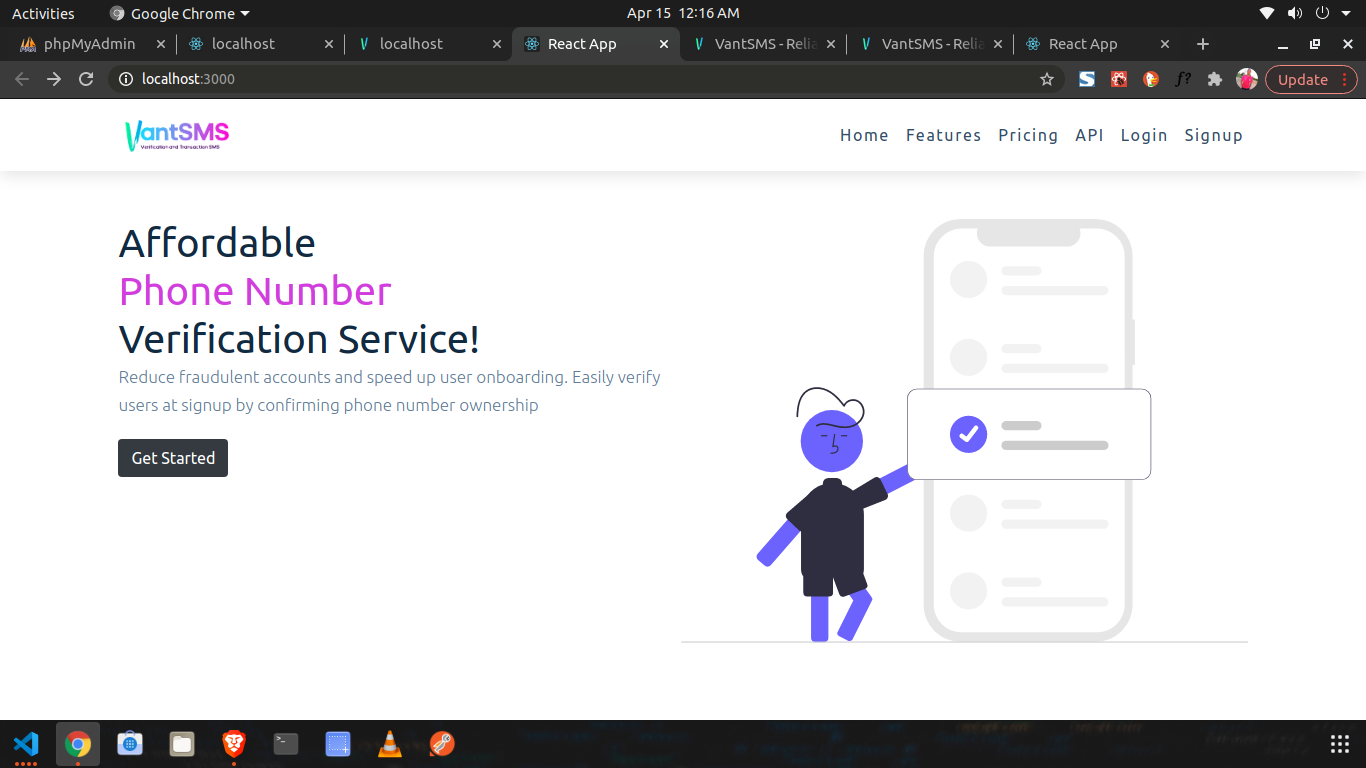 Activities
Google Chrome
Apr 15 12:16 AM
phpMyAdmin
localhost
localhost
React App
VantSMS - Relia
VantSMS - Relia
React App
localhost:3000
Update
VantSMS
Verification and Transaction SMS
Home Features Pricing API Login Signup
Affordable
Phone Number
Verification Service!
Reduce fraudulent accounts and speed up user onboarding. Easily verify
users at signup by confirming phone number ownership
Get Started